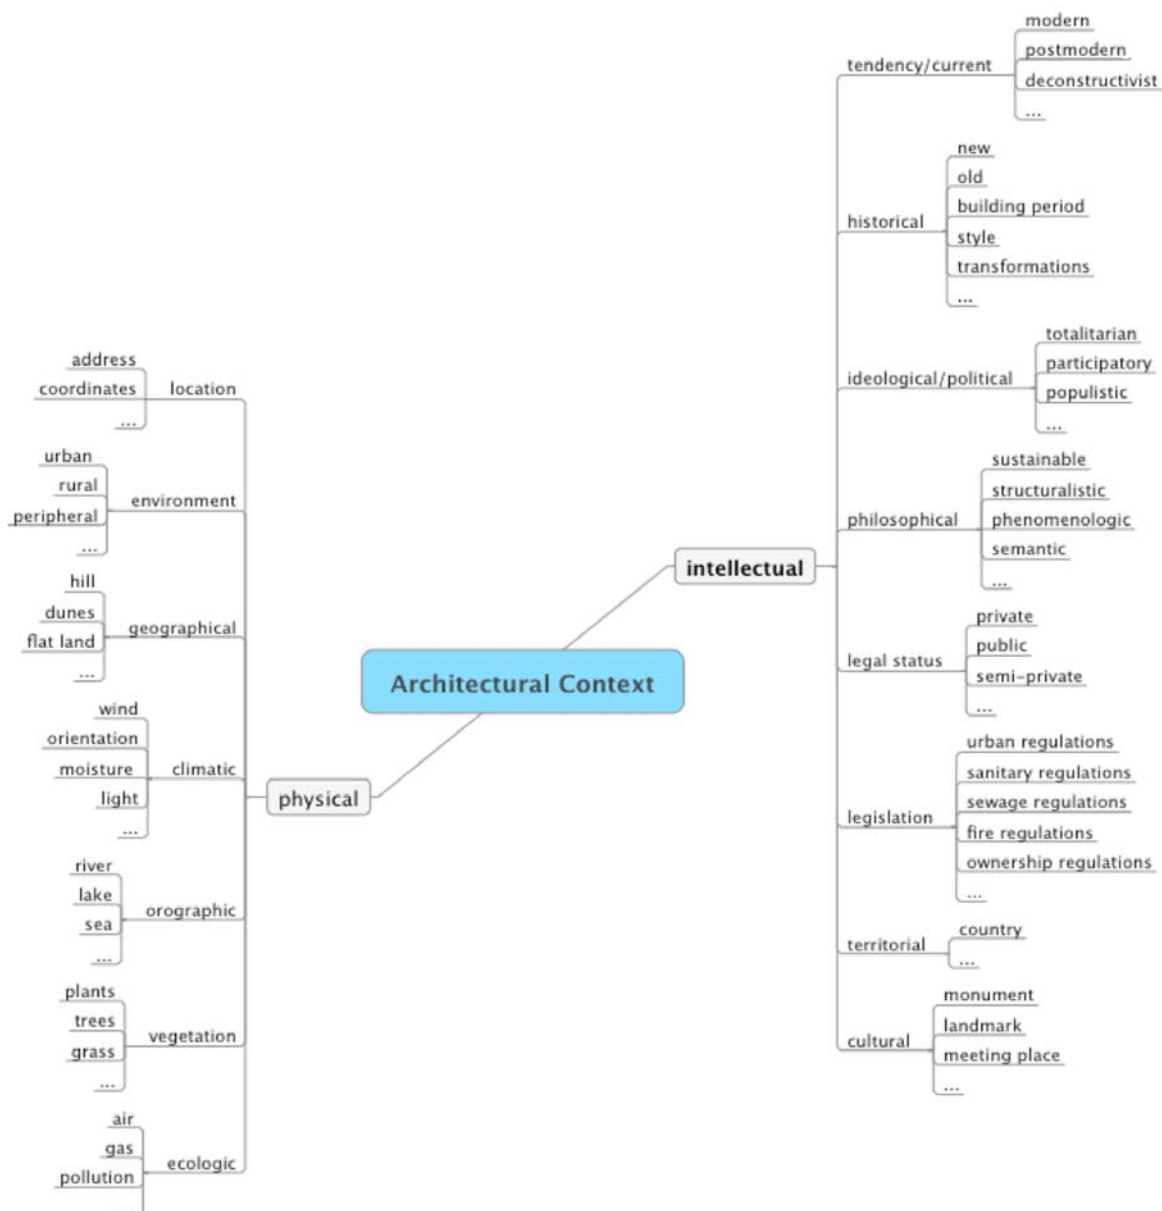 Architectural Context
intellectual
tendency/current
modern
postmodern
deconstructivist
...
historical
new
old
building period
style
transformations
...
ideological/political
totalitarian
participatory
populistic
...
philosophical
sustainable
structuralistic
phenomenologic
semantic
...
legal status
private
public
semi-private
...
legislation
urban regulations
sanitary regulations
sewage regulations
fire regulations
ownership regulations
...
territorial
country
...
cultural
monument
landmark
meeting place
...
physical
location
address
coordinates
...
environment
urban
rural
peripheral
...
geographical
hill
dunes
flat land
...
climatic
wind
orientation
moisture
light
...
orographic
river
lake
sea
...
vegetation
plants
trees
grass
...
ecologic
air
gas
pollution
...